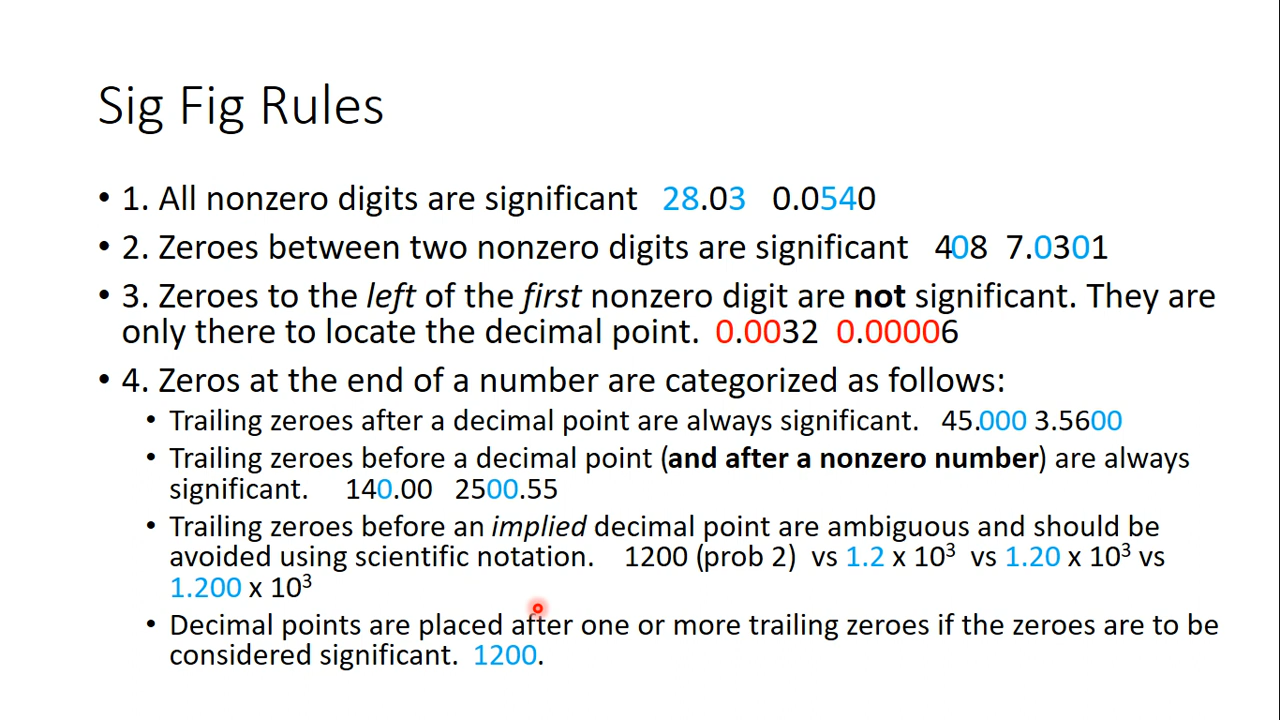 Sig Fig Rules
• 1. All nonzero digits are significant 28.03 0.0540
• 2. Zeroes between two nonzero digits are significant 408 7.0301
• 3. Zeroes to the left of the first nonzero digit are not significant. They are
only there to locate the decimal point. 0.0032 0.00006
• 4. Zeros at the end of a number are categorized as follows:
• Trailing zeroes after a decimal point are always significant. 45.000 3.5600
• Trailing zeroes before a decimal point (and after a nonzero number) are always
significant. 140.00 2500.55
• Trailing zeroes before an implied decimal point are ambiguous and should be
avoided using scientific notation. 1200 (prob 2) vs 1.2 x 10³ vs 1.20 x 10³ vs
1.200 x 10³
• Decimal points are placed after one or more trailing zeroes if the zeroes are to be
considered significant. 1200.